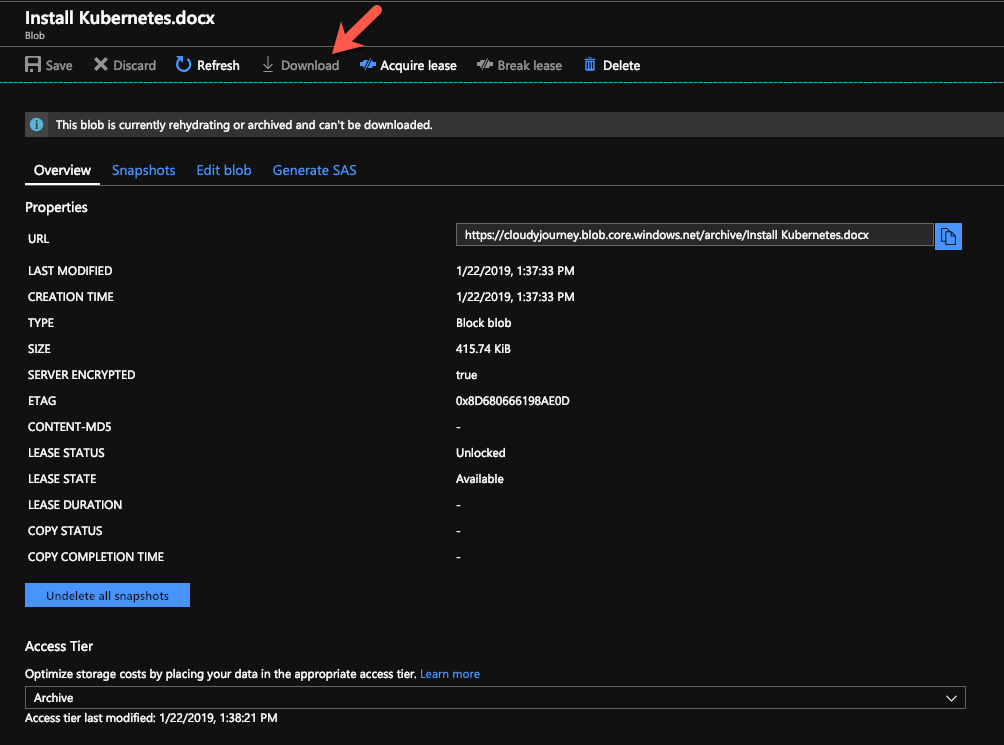 Install Kubernetes.docx
Blob
Save Discard Refresh Download Acquire lease Break lease Delete
This blob is currently rehydrating or archived and can't be downloaded.
Overview Snapshots Edit blob Generate SAS
Properties
URL https://cloudyjourney.blob.core.windows.net/archive/Install Kubernetes.docx
LAST MODIFIED 1/22/2019, 1:37:33 PM
CREATION TIME 1/22/2019, 1:37:33 PM
TYPE Block blob
SIZE 415.74 KiB
SERVER ENCRYPTED true
ETAG 0x8D680666198AE0D
CONTENT-MD5 -
LEASE STATUS Unlocked
LEASE STATE Available
LEASE DURATION -
COPY STATUS -
COPY COMPLETION TIME -
Undelete all snapshots
Access Tier
Optimize storage costs by placing your data in the appropriate access tier. Learn more
Archive
Access tier last modified: 1/22/2019, 1:38:21 PM